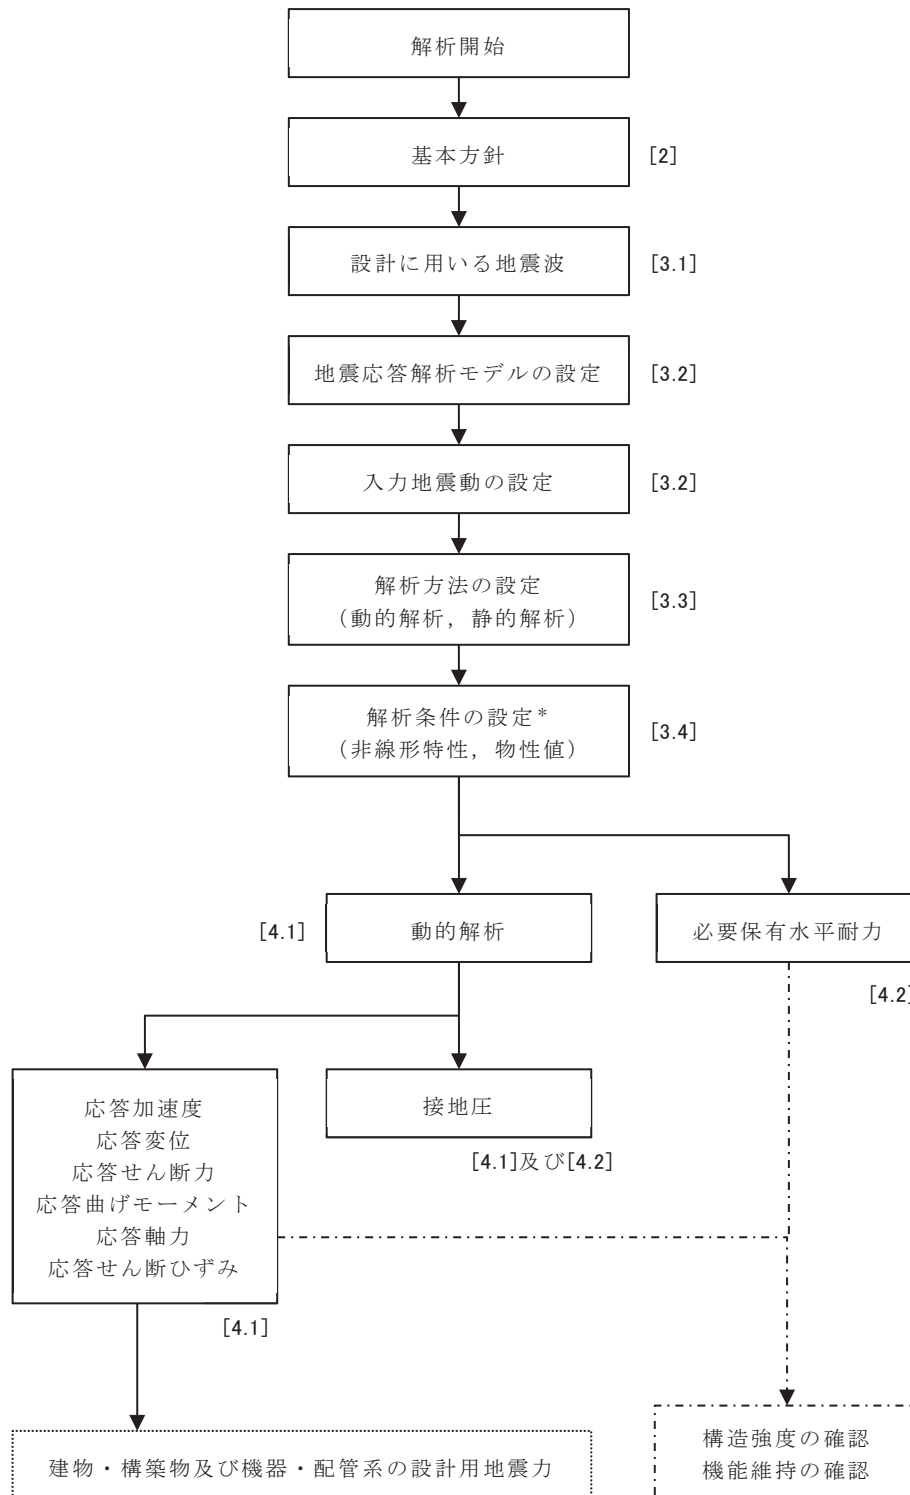 解析開始
基本方針
[2]
設計に用いる地震波
[3.1]
地震応答解析モデルの設定
[3.2]
入力地震動の設定
[3.2]
解析方法の設定
（動的解析，静的解析）
[3.3]
解析条件の設定*
（非線形特性，物性値）
[3.4]
[4.1]
動的解析
必要保有水平耐力
[4.2]
応答加速度
応答変位
応答せん断力
応答曲げモーメント
応答軸力
応答せん断ひずみ
接地圧
[4.1]及び[4.2]
[4.1]
建物・構築物及び機器・配管系の設計用地震力
構造強度の確認
機能維持の確認